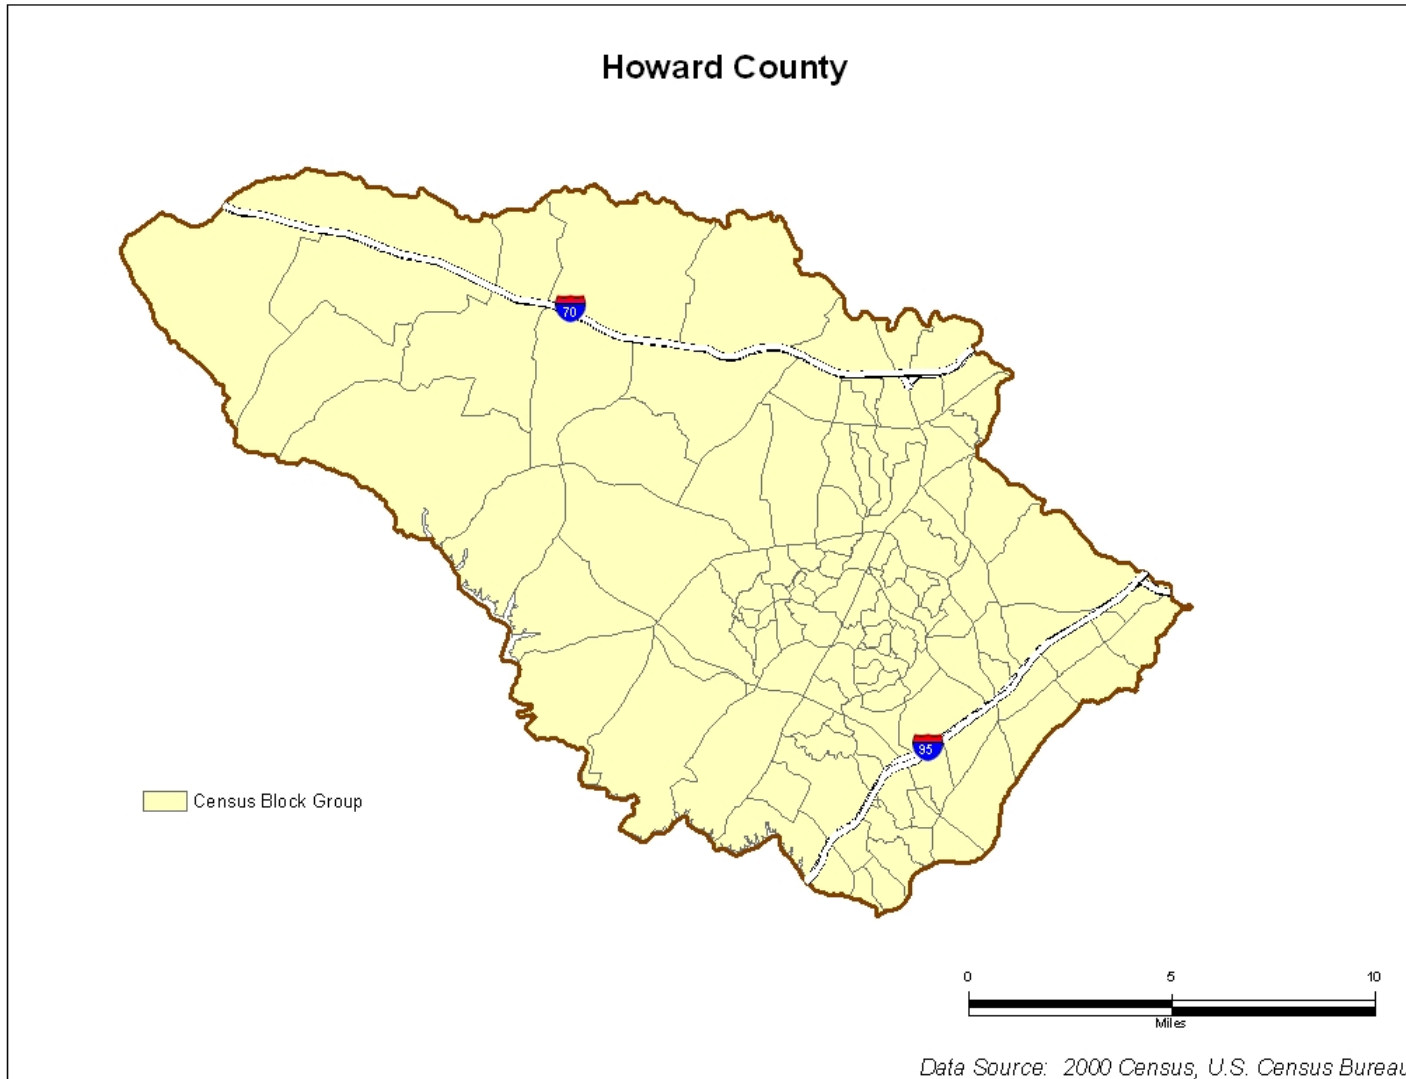 Howard County
70
95
Census Block Group
0 5 10
Miles
Data Source: 2000 Census, U.S. Census Bureau